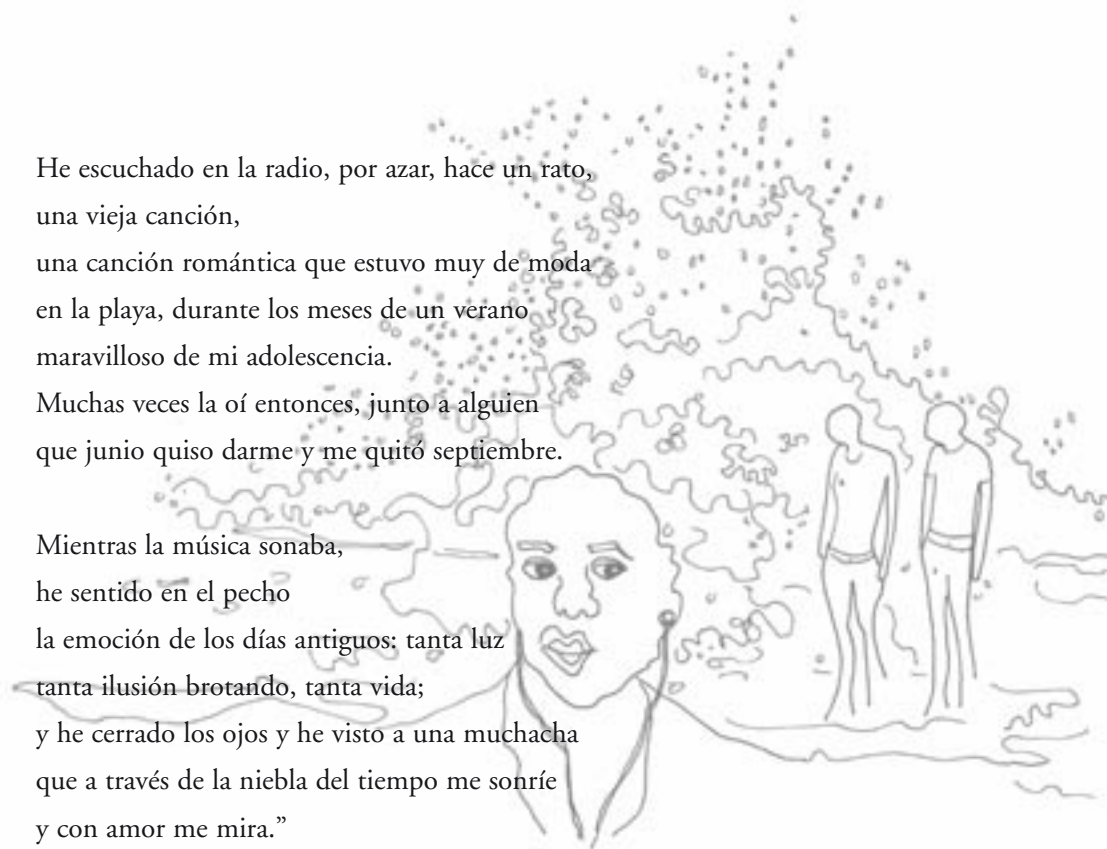 He escuchado en la radio, por azar, hace un rato,
una vieja canción,
una canción romántica que estuvo muy de moda
en la playa, durante los meses de un verano
maravilloso de mi adolescencia.
Muchas veces la oí entonces, junto a alguien
que junio quiso darme y me quitó septiembre.
Mientras la música sonaba,
he sentido en el pecho
la emoción de los días antiguos: tanta luz
tanta ilusión brotando, tanta vida;
y he cerrado los ojos y he visto a una muchacha
que a través de la niebla del tiempo me sonríe
y con amor me mira.”